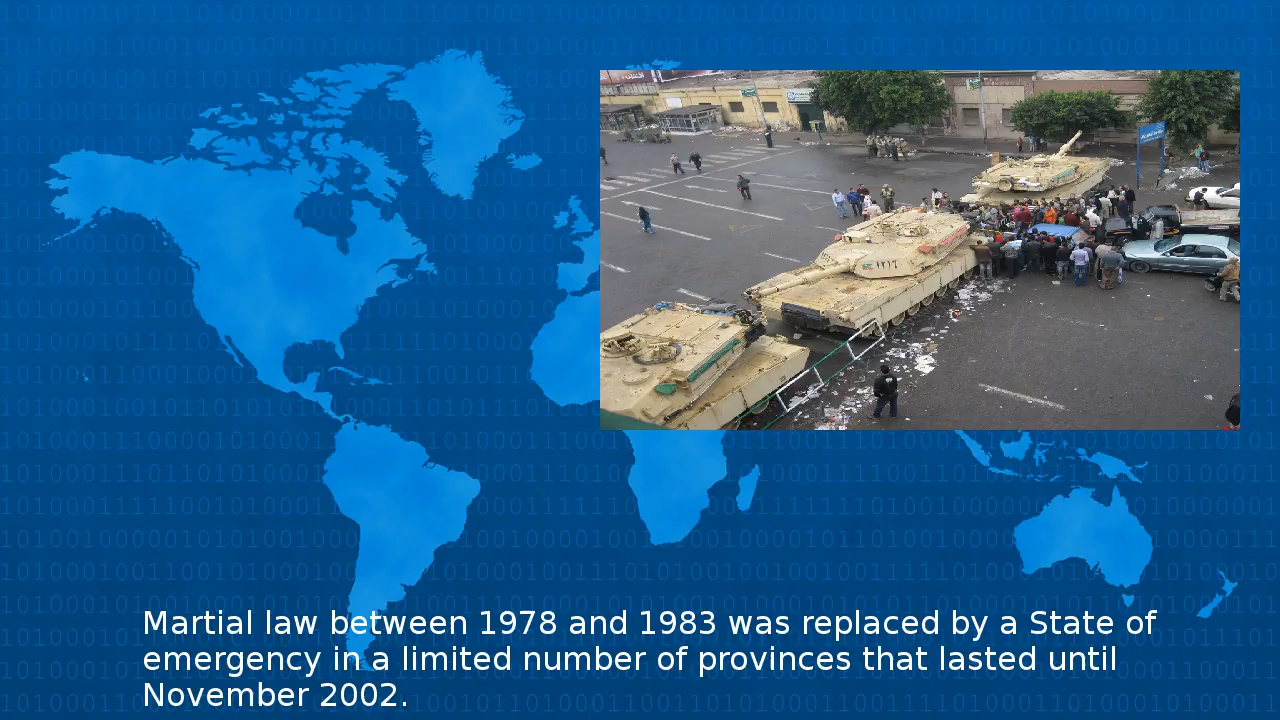 Martial law between 1978 and 1983 was replaced by a State of
emergency in a limited number of provinces that lasted until
November 2002.